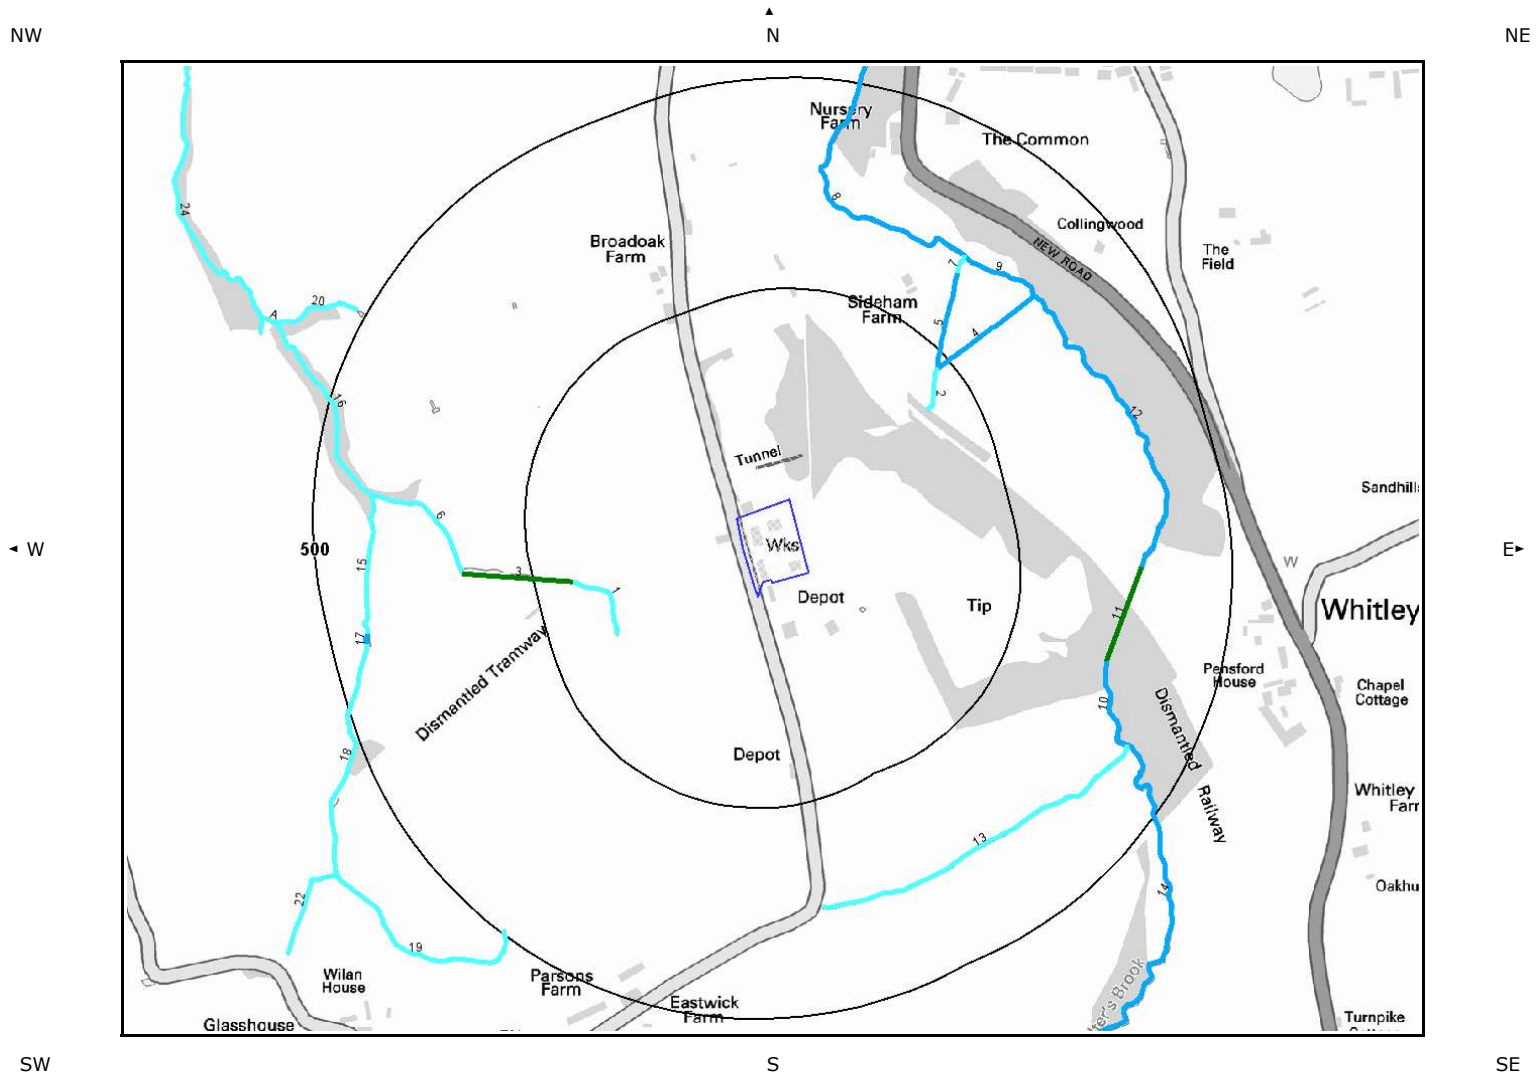 N
NW
NE
Nursery
Farm
The Common
8
24
Collingwood
NEW ROAD
The
Field
Broadoak
Farm
7
9
20
A
Sideham
Farm
5
4
16
2
12
Tunnel
Sandhill
6
500
W
E
Wks
W
15
3
1
Depot
Tip
11
Whitley
17
Dismantled Tramway
Pensford
House
Chapel
Cottage
10
Dismantled
Railway
18
Depot
Whitley
Farr
13
Oakhu
22
14
19
Wilan
House
Parsons
Farm
ter's Brook
Eastwick
Farm
Glasshouse
Turnpike
SW
S
SE